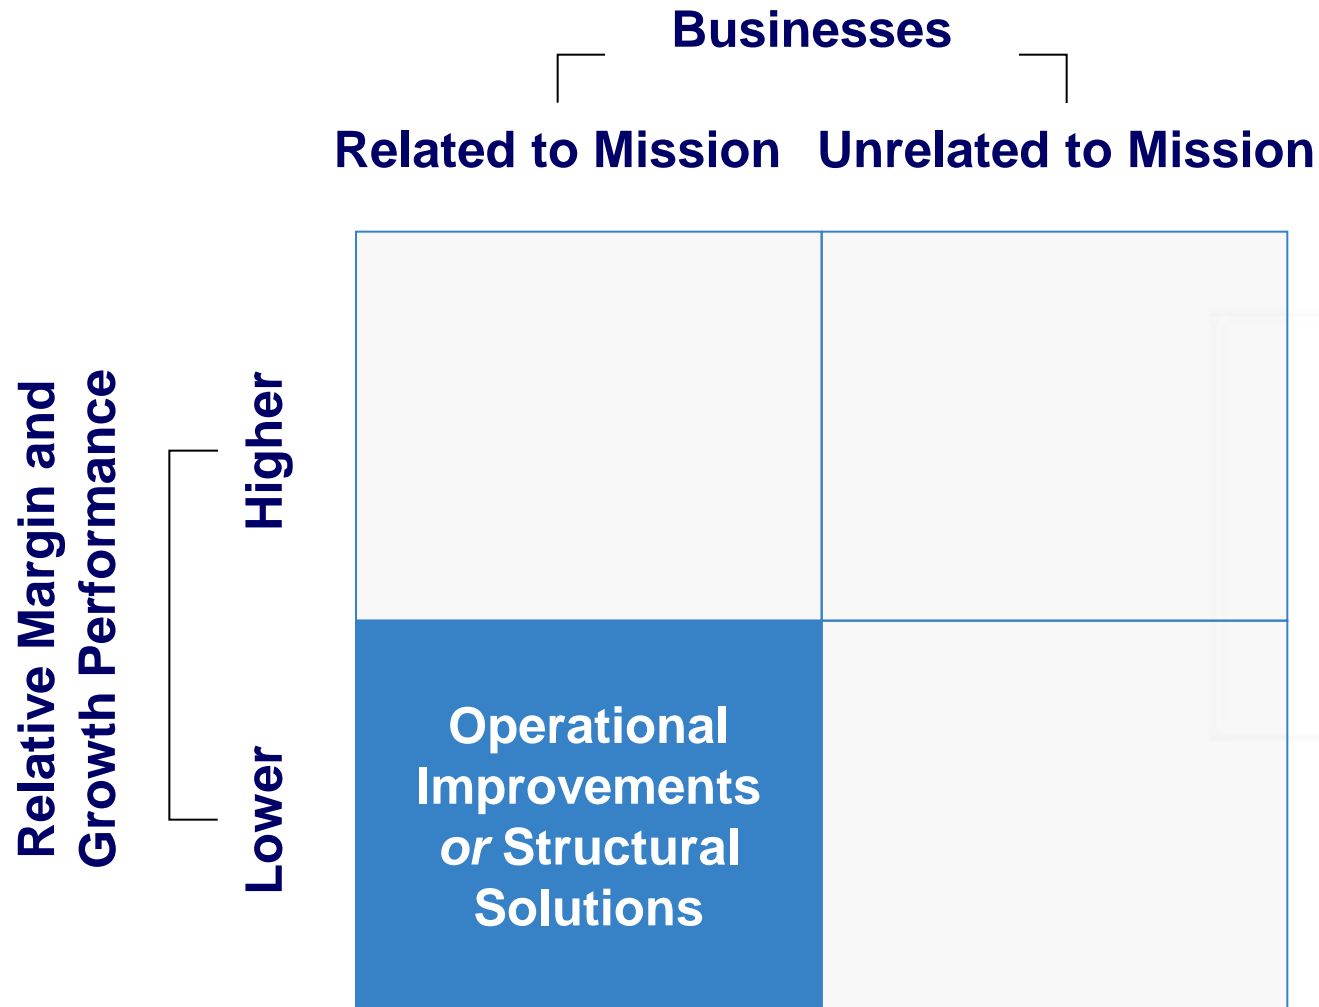 Businesses
Related to Mission
Unrelated to Mission
Relative Margin and
Growth Performance
Higher
Lower
Operational
Improvements
or Structural
Solutions